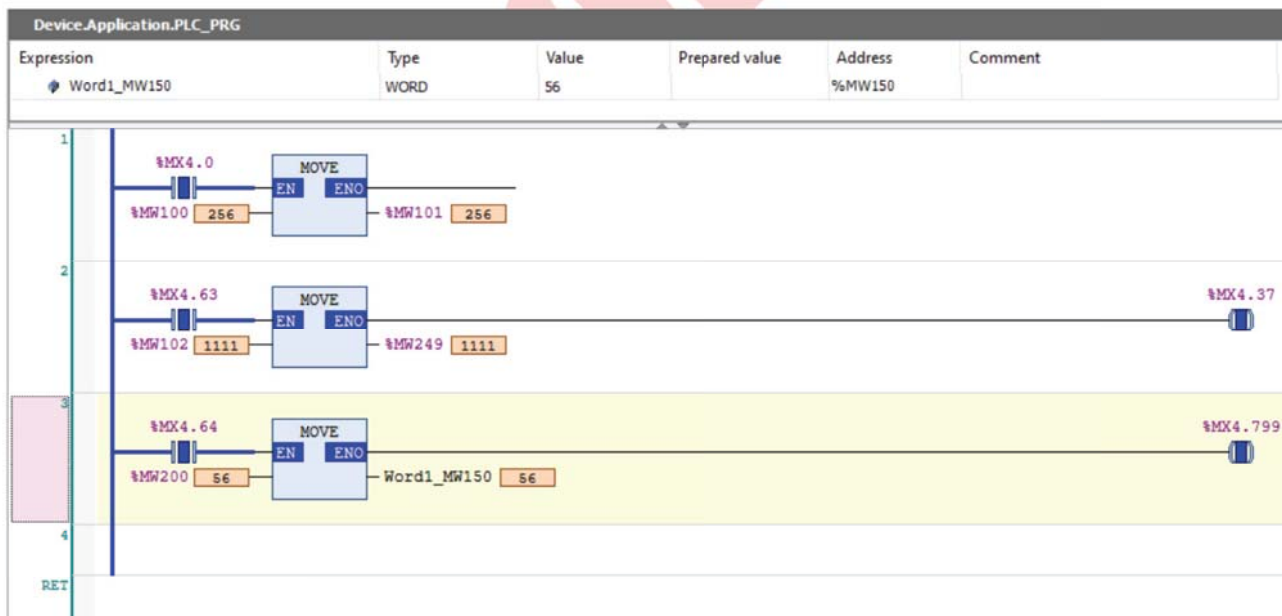 Device.Application.PLC_PRG
Expression Type Value Prepared value Address Comment
Word1_MW150 WORD 56 %MW150
1
%MX4.0
MOVE
EN ENO
%MW100 256 %MW101 256
2
%MX4.63 %MX4.37
MOVE
EN ENO
%MW102 1111 %MW249 1111
3
%MX4.64 %MX4.799
MOVE
EN ENO
%MW200 56 Word1_MW150 56
4
RET